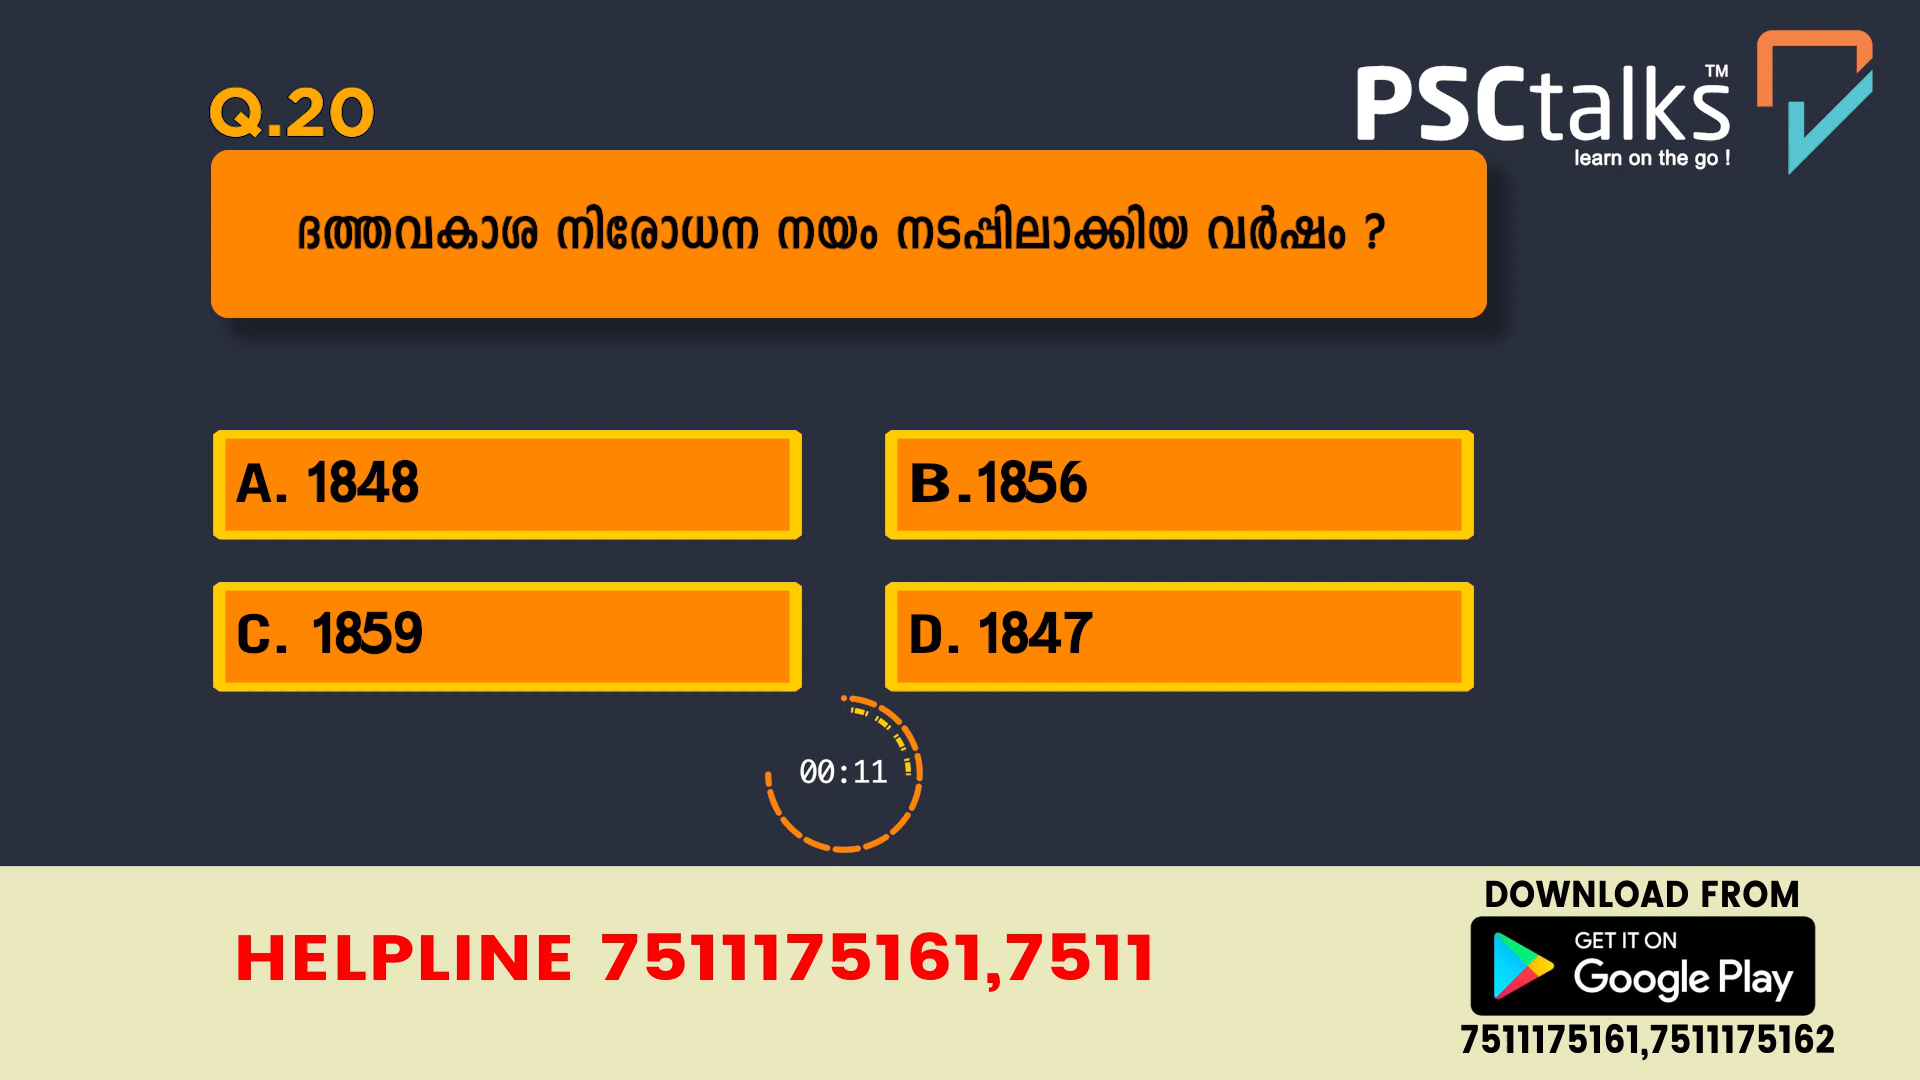 Q.20
PSCtalks™
learn on the go !
ദത്തവകാശ നിരോധന നയം നടപ്പിലാക്കിയ വർഷം ?
A. 1848
B.1856
C. 1859
D. 1847
00:11
HELPLINE 7511175161,7511
DOWNLOAD FROM
GET IT ON
Google Play
7511175161,7511175162